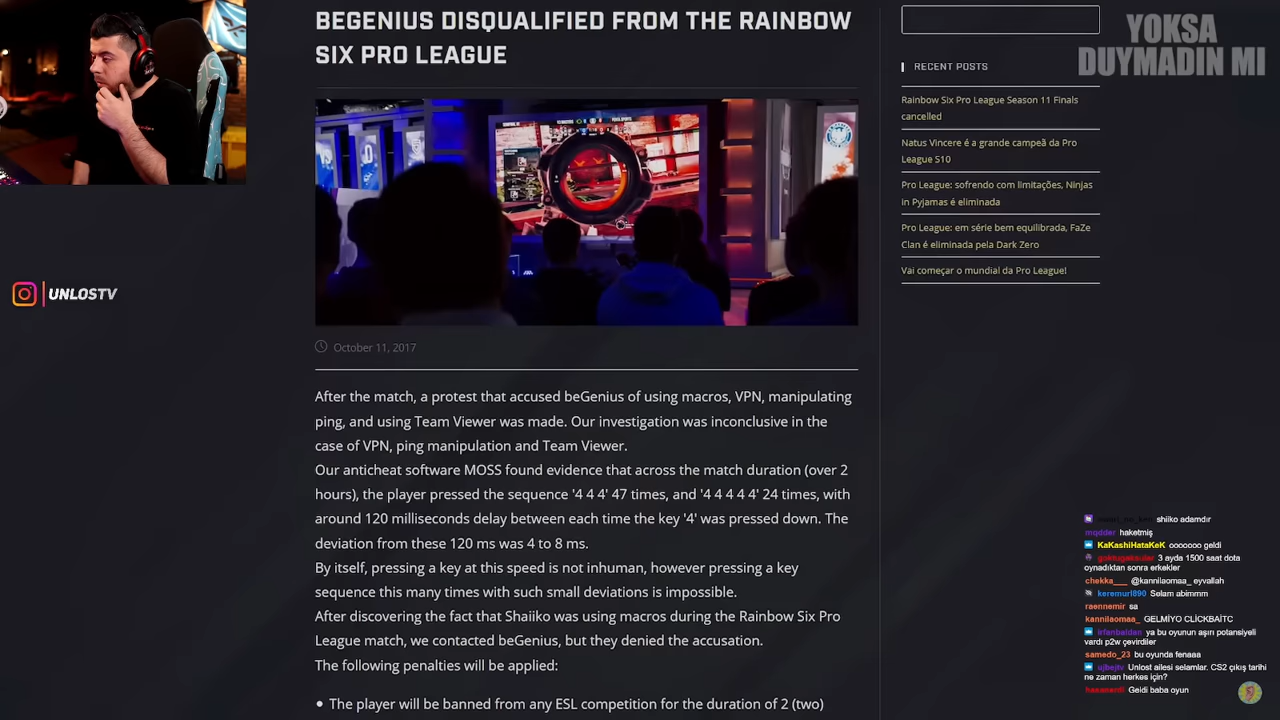 BEGENIUS DISQUALIFIED FROM THE RAINBOW
SIX PRO LEAGUE
October 11, 2017
After the match, a protest that accused beGenius of using macros, VPN, manipulating
ping, and using Team Viewer was made. Our investigation was inconclusive in the
case of VPN, ping manipulation and Team Viewer.
Our anticheat software MOSS found evidence that across the match duration (over 2
hours), the player pressed the sequence '4 4 4' 47 times, and '4 4 4 4 4' 24 times, with
around 120 milliseconds delay between each time the key '4' was pressed down. The
deviation from these 120 ms was 4 to 8 ms.
By itself, pressing a key at this speed is not inhuman, however pressing a key
sequence this many times with such small deviations is impossible.
After discovering the fact that Shaiiko was using macros during the Rainbow Six Pro
League match, we contacted beGenius, but they denied the accusation.
The following penalties will be applied:
• The player will be banned from any ESL competition for the duration of 2 (two)
RECENT POSTS
Rainbow Six Pro League Season 11 Finals
cancelled
Natus Vincere é a grande campeã da Pro
League S10
Pro League: sofrendo com limitações, Ninjas
in Pyjamas é eliminada
Pro League: em série bem equilibrada, FaZe
Clan é eliminada pela Dark Zero
Vai começar o mundial da Pro League!
YOKSA
DUYMADIN MI
UNLOSTV
shiiko adamdır
mqdder haketmiş
KaKashiHataKeK ooooooo geldi
3 ayda 1500 saat dota
oynadıktan sonra erkekler
chekka___ @kannilaomaa_ eyvallah
keremurl890 Selam abimmm
raennemir sa
kannilaomaa_ GELMİYO CLİCKBAİTC
irfanbaldan ya bu oyunun aşırı potansiyeli
vardı p2w çevirdiler
samedo_23 bu oyunda fenaaa
ujbejtv Unlost ailesi selamlar. CS2 çıkış tarihi
ne zaman herkes için?
Geldi baba oyun